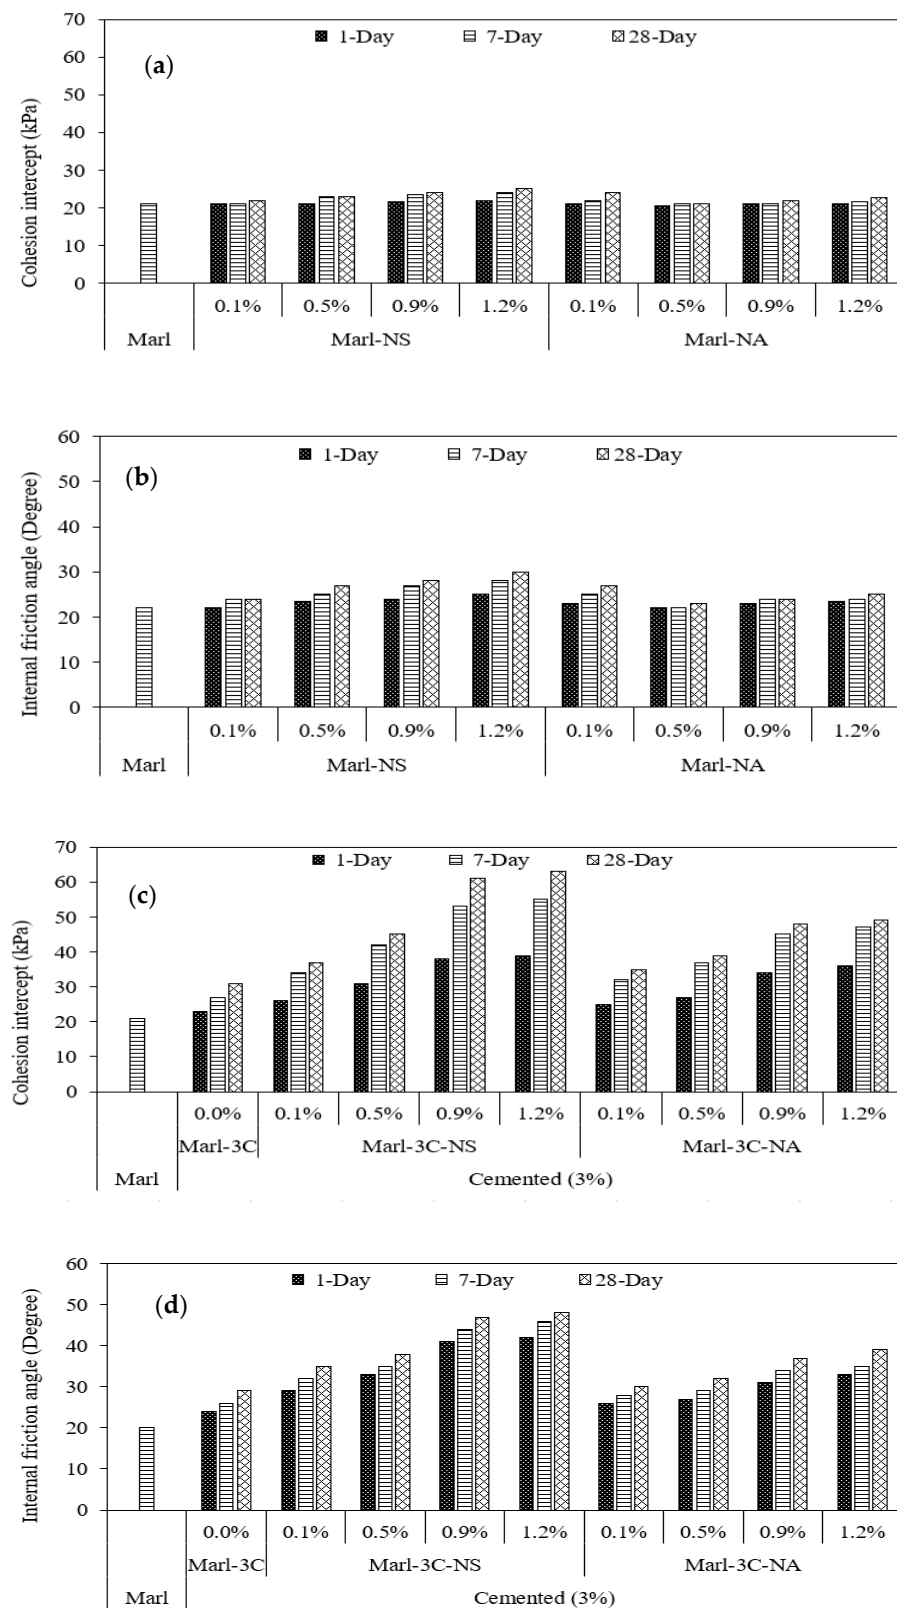 70
1-Day 7-Day 28-Day
60
(a)
50
40
30
20
10
0
Cohesion intercept (kPa)
0.1% 0.5% 0.9% 1.2% 0.1% 0.5% 0.9% 1.2%
Marl Marl-NS Marl-NA
60
1-Day 7-Day 28-Day
(b)
50
40
30
20
10
0
Internal friction angle (Degree)
0.1% 0.5% 0.9% 1.2% 0.1% 0.5% 0.9% 1.2%
Marl Marl-NS Marl-NA
70
1-Day 7-Day 28-Day
60
(c)
50
40
30
20
10
0
Cohesion intercept (kPa)
0.0% 0.1% 0.5% 0.9% 1.2% 0.1% 0.5% 0.9% 1.2%
Marl-3C Marl-3C-NS Marl-3C-NA
Marl Cemented (3%)
60
1-Day 7-Day 28-Day
(d)
50
40
30
20
10
0
Internal friction angle (Degree)
0.0% 0.1% 0.5% 0.9% 1.2% 0.1% 0.5% 0.9% 1.2%
Marl-3C Marl-3C-NS Marl-3C-NA
Marl Cemented (3%)